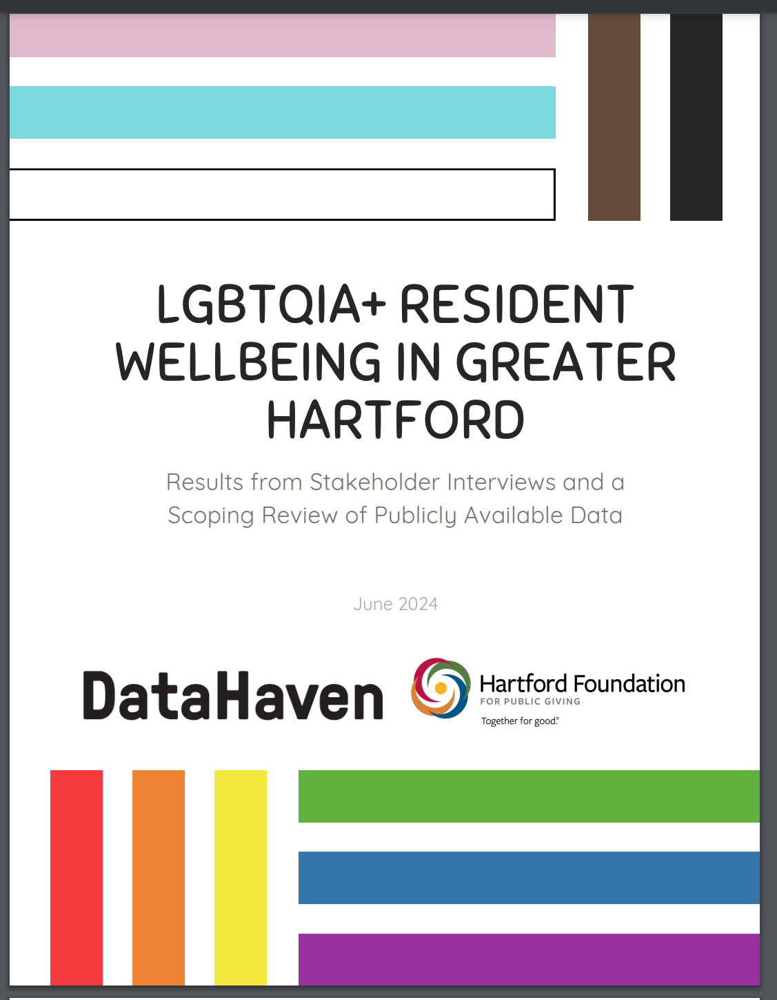 LGBTQIA+ RESIDENT
WELLBEING IN GREATER
HARTFORD
Results from Stakeholder Interviews and a
Scoping Review of Publicly Available Data
June 2024
DataHaven
Hartford Foundation
FOR PUBLIC GIVING
Together for good.®